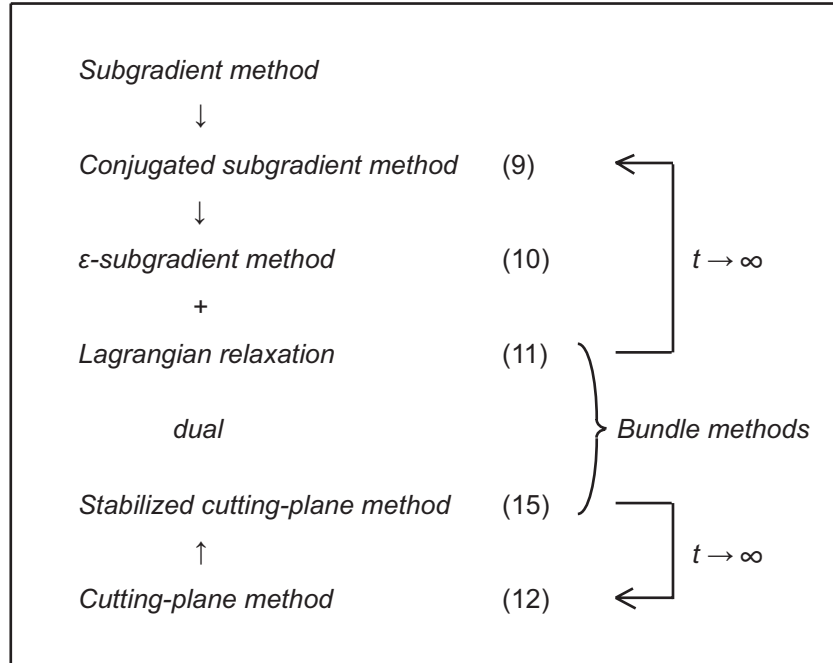 Subgradient method
↓
Conjugated subgradient method (9)
↓
ε-subgradient method (10)
t → ∞
+
Lagrangian relaxation (11)
dual
Bundle methods
Stabilized cutting-plane method (15)
↑
t → ∞
Cutting-plane method (12)